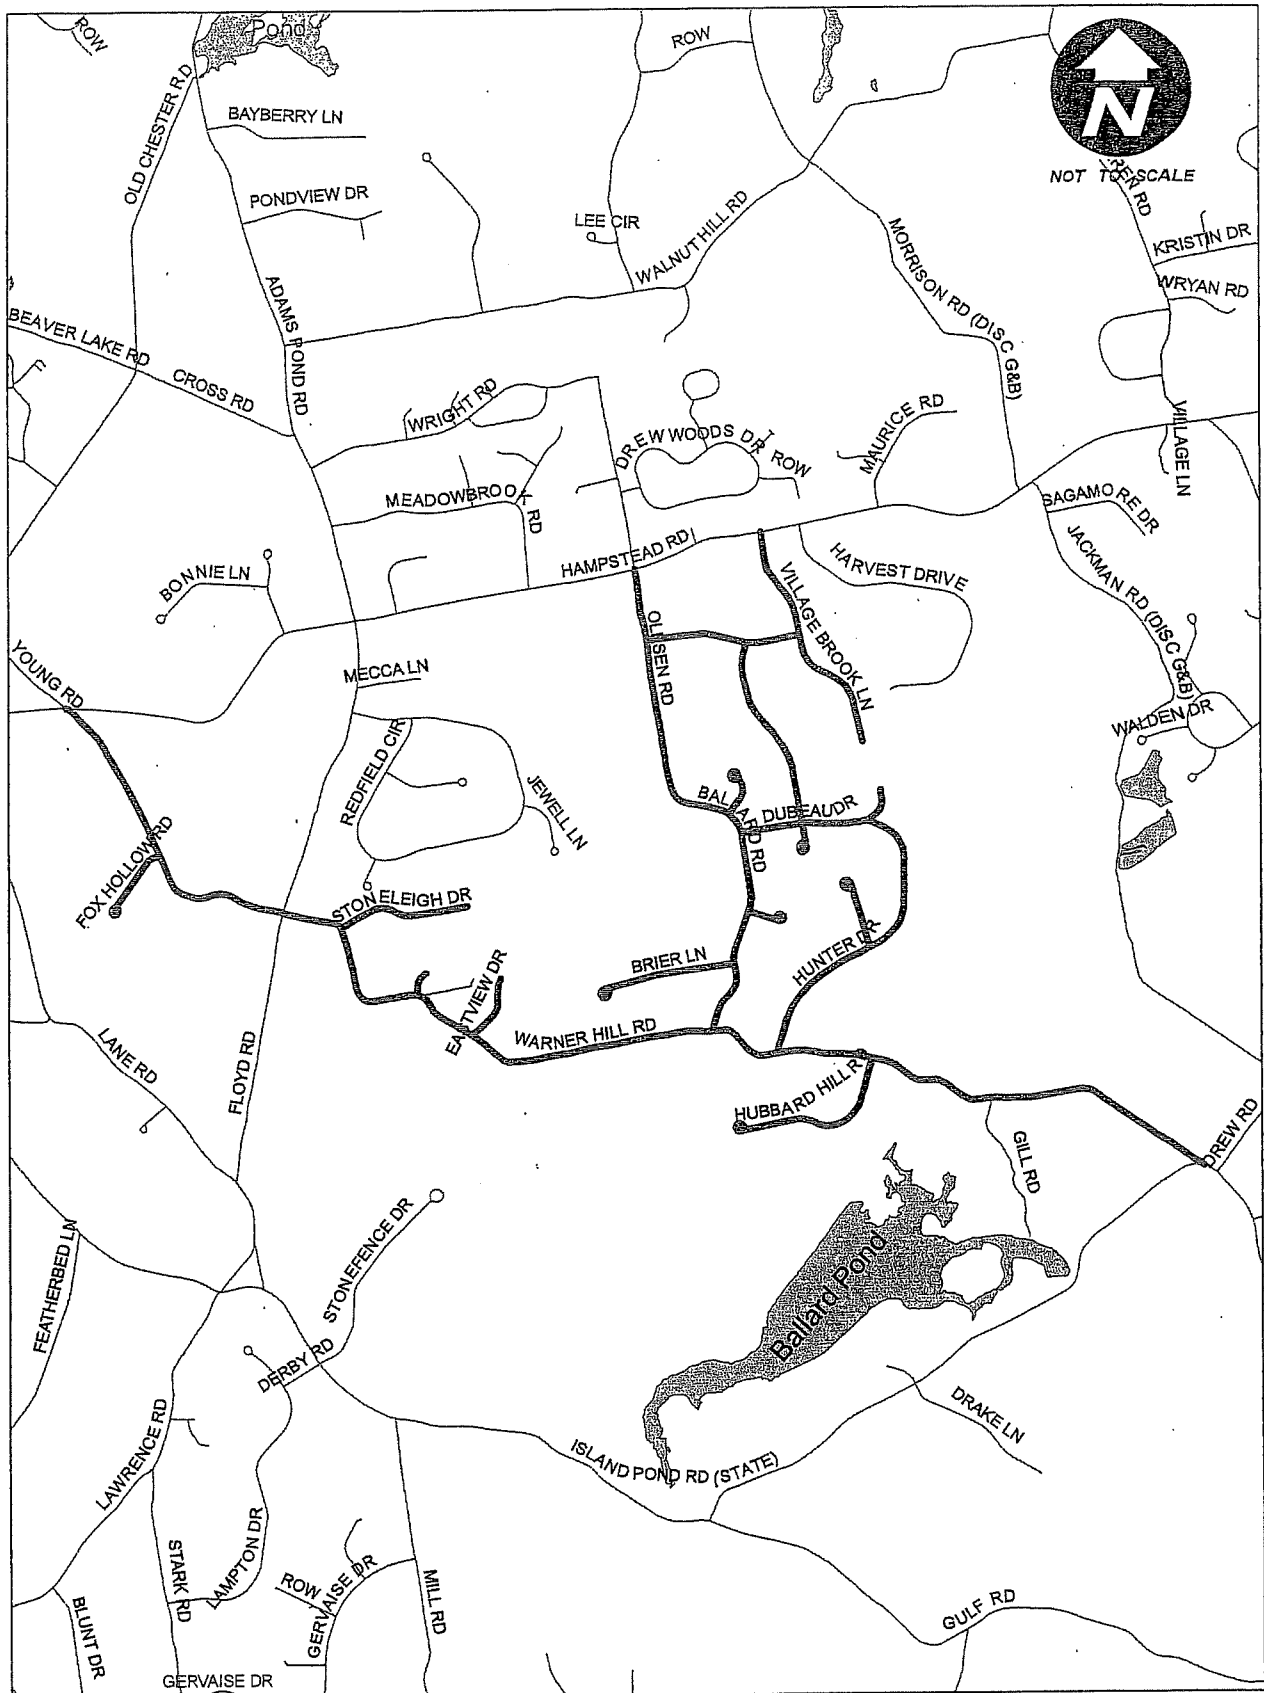 ROW
Pond
ROW
OLD CHESTER RD
BAYBERRY LN
N
NOT TO SCALE
PONDVIEW DR
LEE CIR
WALNUT HILL RD
MORRISON RD (DISC G&B)
KRISTIN DR
WRYAN RD
ADAMS POND RD
BEAVER LAKE RD
CROSS RD
WRIGHT RD
DREW WOODS DR
ROW
MAURICE RD
VILLAGE LN
MEADOWBROOK RD
SAGAMORE DR
HAMPSTEAD RD
HARVEST DRIVE
JACKMAN RD (DISC G&B)
BONNIE LN
VILLAGE BROOK LN
YOUNG RD
MECCA LN
OLESEN RD
WALDEN DR
REDFIELD CIR
JEWELL LN
BALLARD RD
DUBEAU DR
FOX HOLLOW RD
STONELEIGH DR
BRIER LN
HUNTER DR
EASTVIEW DR
WARNER HILL RD
LANE RD
FLOYD RD
HUBBARD HILL R
GILL RD
DREW RD
STONEFENCE DR
FEATHERBED LN
Ballard Pond
DERBY RD
DRAKE LN
LAWRENCE RD
ISLAND POND RD (STATE)
STARK RD
LAMPTON DR
ROW
GERVAISE DR
MILL RD
GULF RD
BLUNT DR
GERVAISE DR